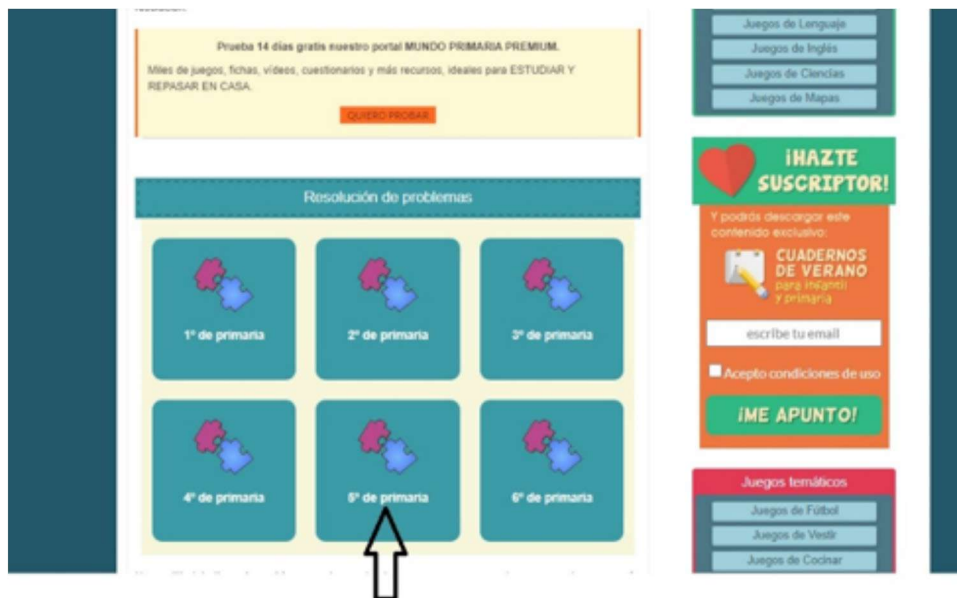 Prueba 14 días gratis nuestro portal MUNDO PRIMARIA PREMIUM.
Miles de juegos, fichas, vídeos, cuestionarios y más recursos, ideales para ESTUDIAR Y
REPASAR EN CASA.
QUIERO PROBAR
Resolución de problemas
1º de primaria
2º de primaria
3º de primaria
4º de primaria
5º de primaria
6º de primaria
Juegos de Lenguaje
Juegos de Inglés
Juegos de Ciencias
Juegos de Mapas
¡HAZTE
SUSCRIPTOR!
Y podrás descargar este
contenido exclusivo:
CUADERNOS
DE VERANO
para infantil
y primaria
escribe tu email
Acepto condiciones de uso
¡ME APUNTO!
Juegos temáticos
Juegos de Fútbol
Juegos de Vestir
Juegos de Cocinar